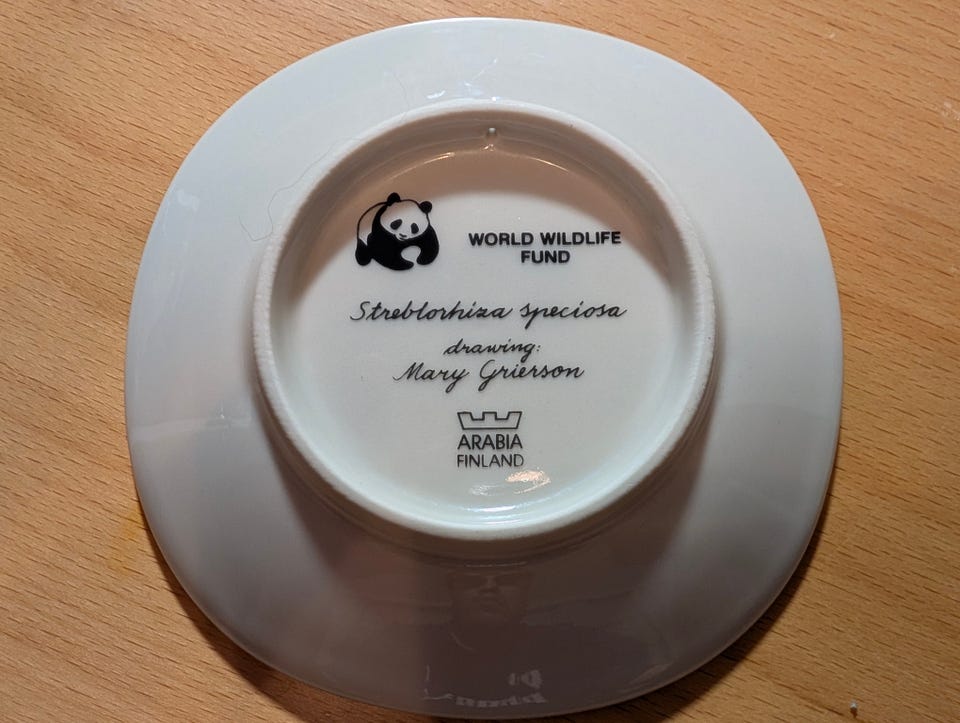 WORLD WILDLIFE
FUND
Streblorhiza speciosa
drawing:
Mary Grierson
ARABIA
FINLAND